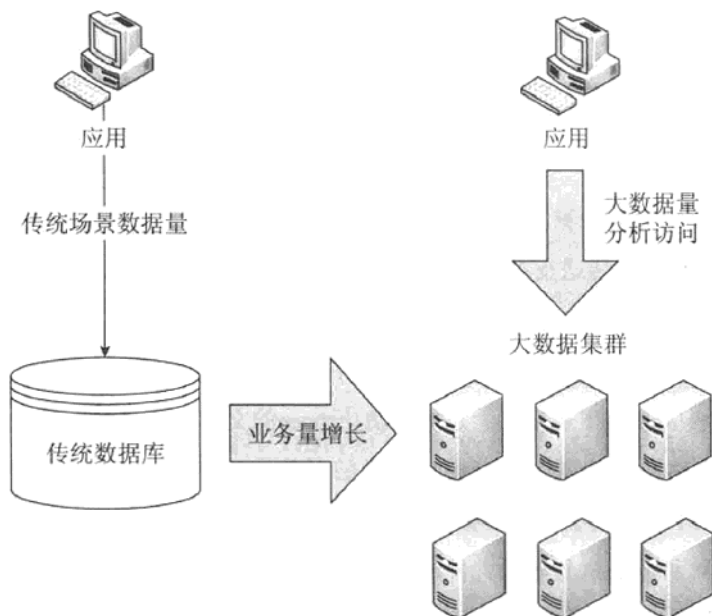 应用
应用
传统场景数据量
大数据量
分析访问
大数据集群
业务量增长
传统数据库